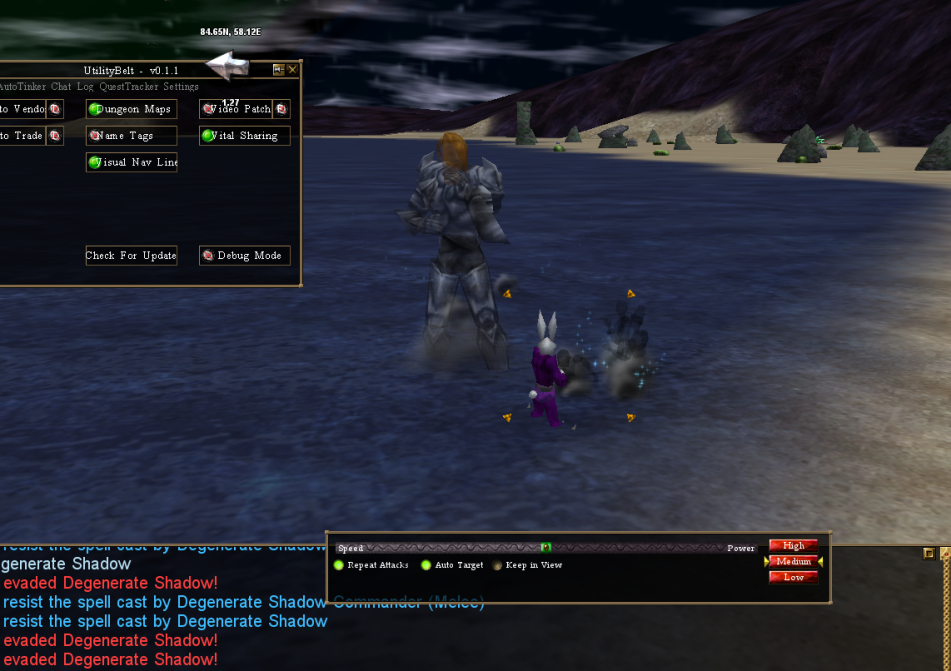 84.65N, 58.12E
UtilityBelt - v0.1.1
AutoTinker Chat Log QuestTracker Settings
1.27
to Vendo Dungeon Maps Video Patch
to Trade Name Tags Vital Sharing
Visual Nav Line
Check For Update Debug Mode
Speed Power High
Repeat Attacks Auto Target Keep in View Medium
Low
resist the spell cast by Degenerate Shadow
generate Shadow
evaded Degenerate Shadow!
resist the spell cast by Degenerate Shadow Commander (Melee)
resist the spell cast by Degenerate Shadow
evaded Degenerate Shadow!
evaded Degenerate Shadow!